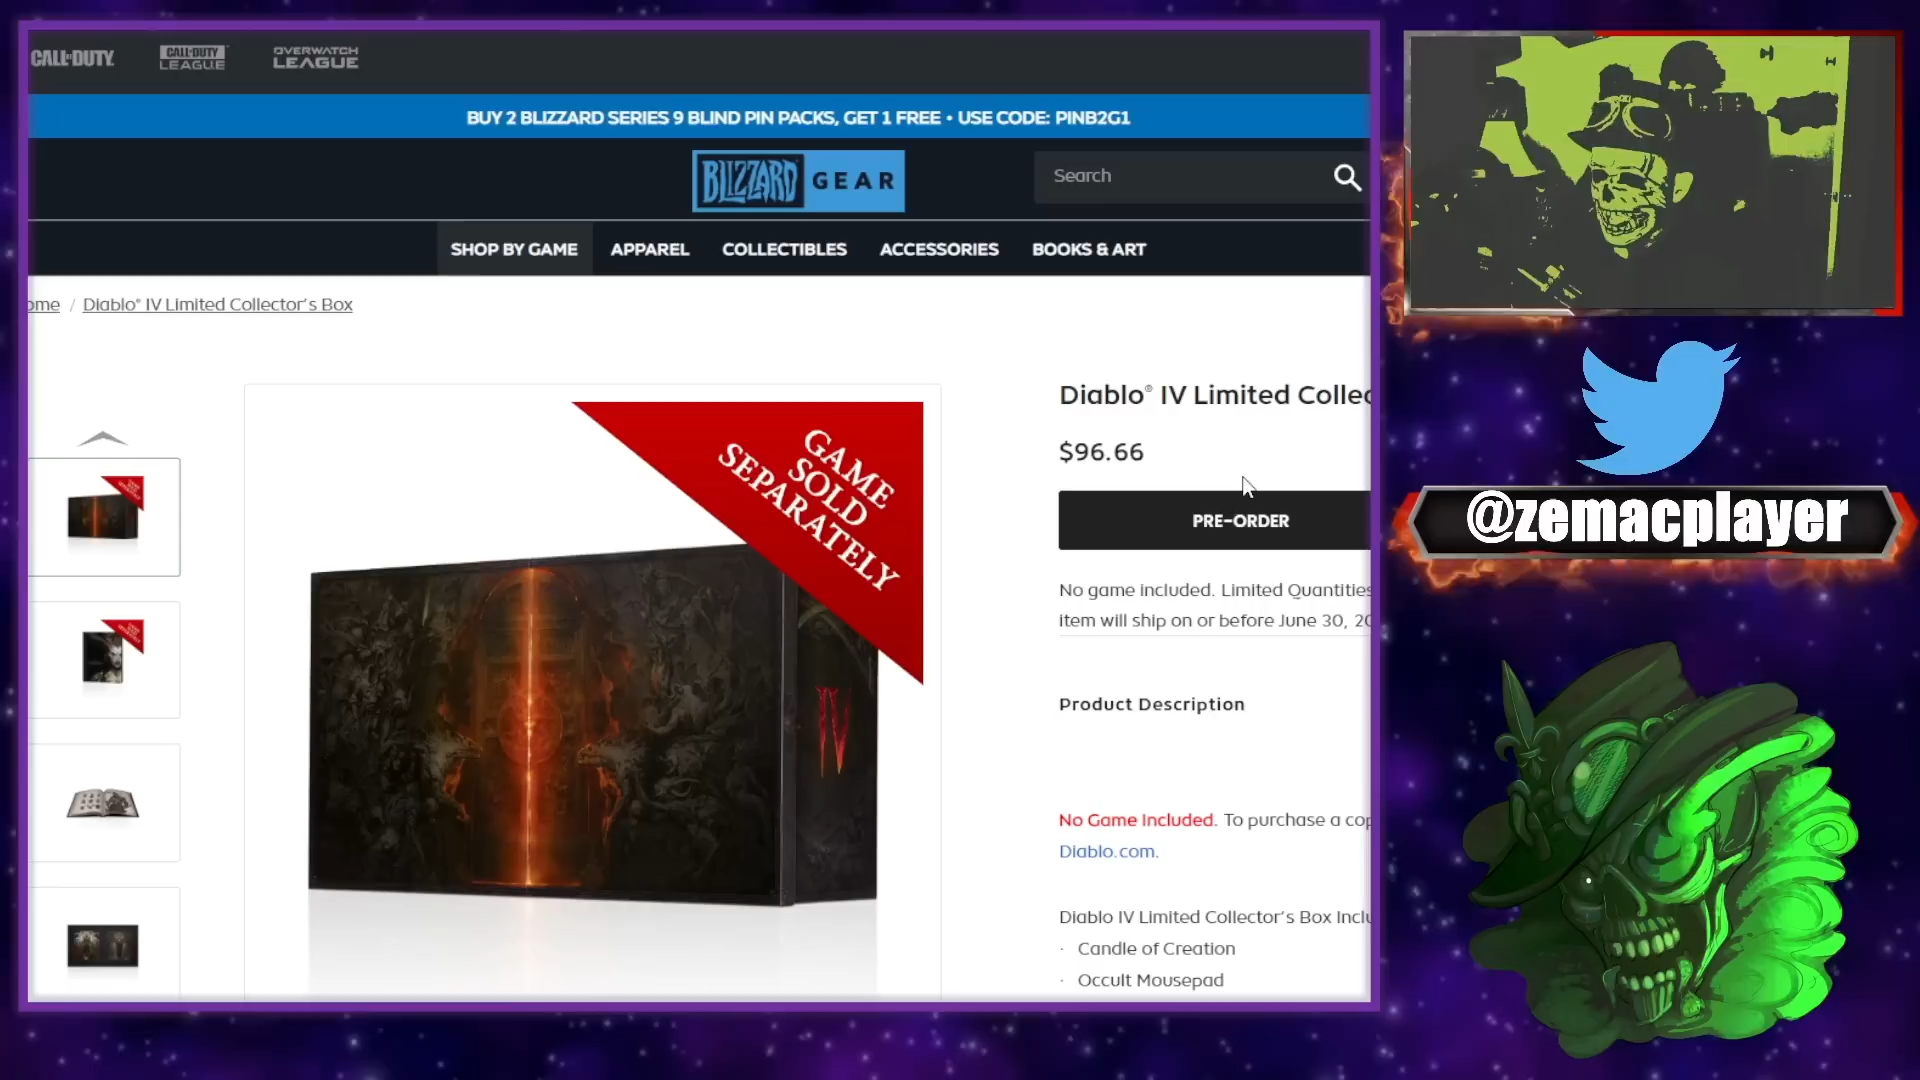 CALL OF DUTY
CALL OF DUTY
LEAGUE
OVERWATCH
LEAGUE
BUY 2 BLIZZARD SERIES 9 BLIND PIN PACKS, GET 1 FREE • USE CODE: PINB2G1
BLIZZARD GEAR
Search
SHOP BY GAME
APPAREL
COLLECTIBLES
ACCESSORIES
BOOKS & ART
ome / Diablo® IV Limited Collector's Box
GAME
SOLD
SEPARATELY
IV
Diablo® IV Limited Collec
$96.66
PRE-ORDER
No game included. Limited Quantities
item will ship on or before June 30, 20
Product Description
No Game Included. To purchase a cop
Diablo.com.
Diablo IV Limited Collector's Box Inclu
· Candle of Creation
· Occult Mousepad
@zemacplayer